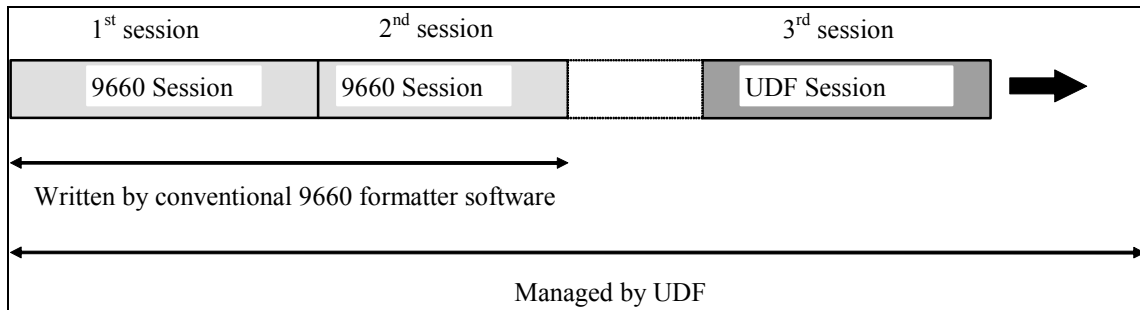 1st session 2nd session 3rd session
9660 Session 9660 Session UDF Session
Written by conventional 9660 formatter software
Managed by UDF